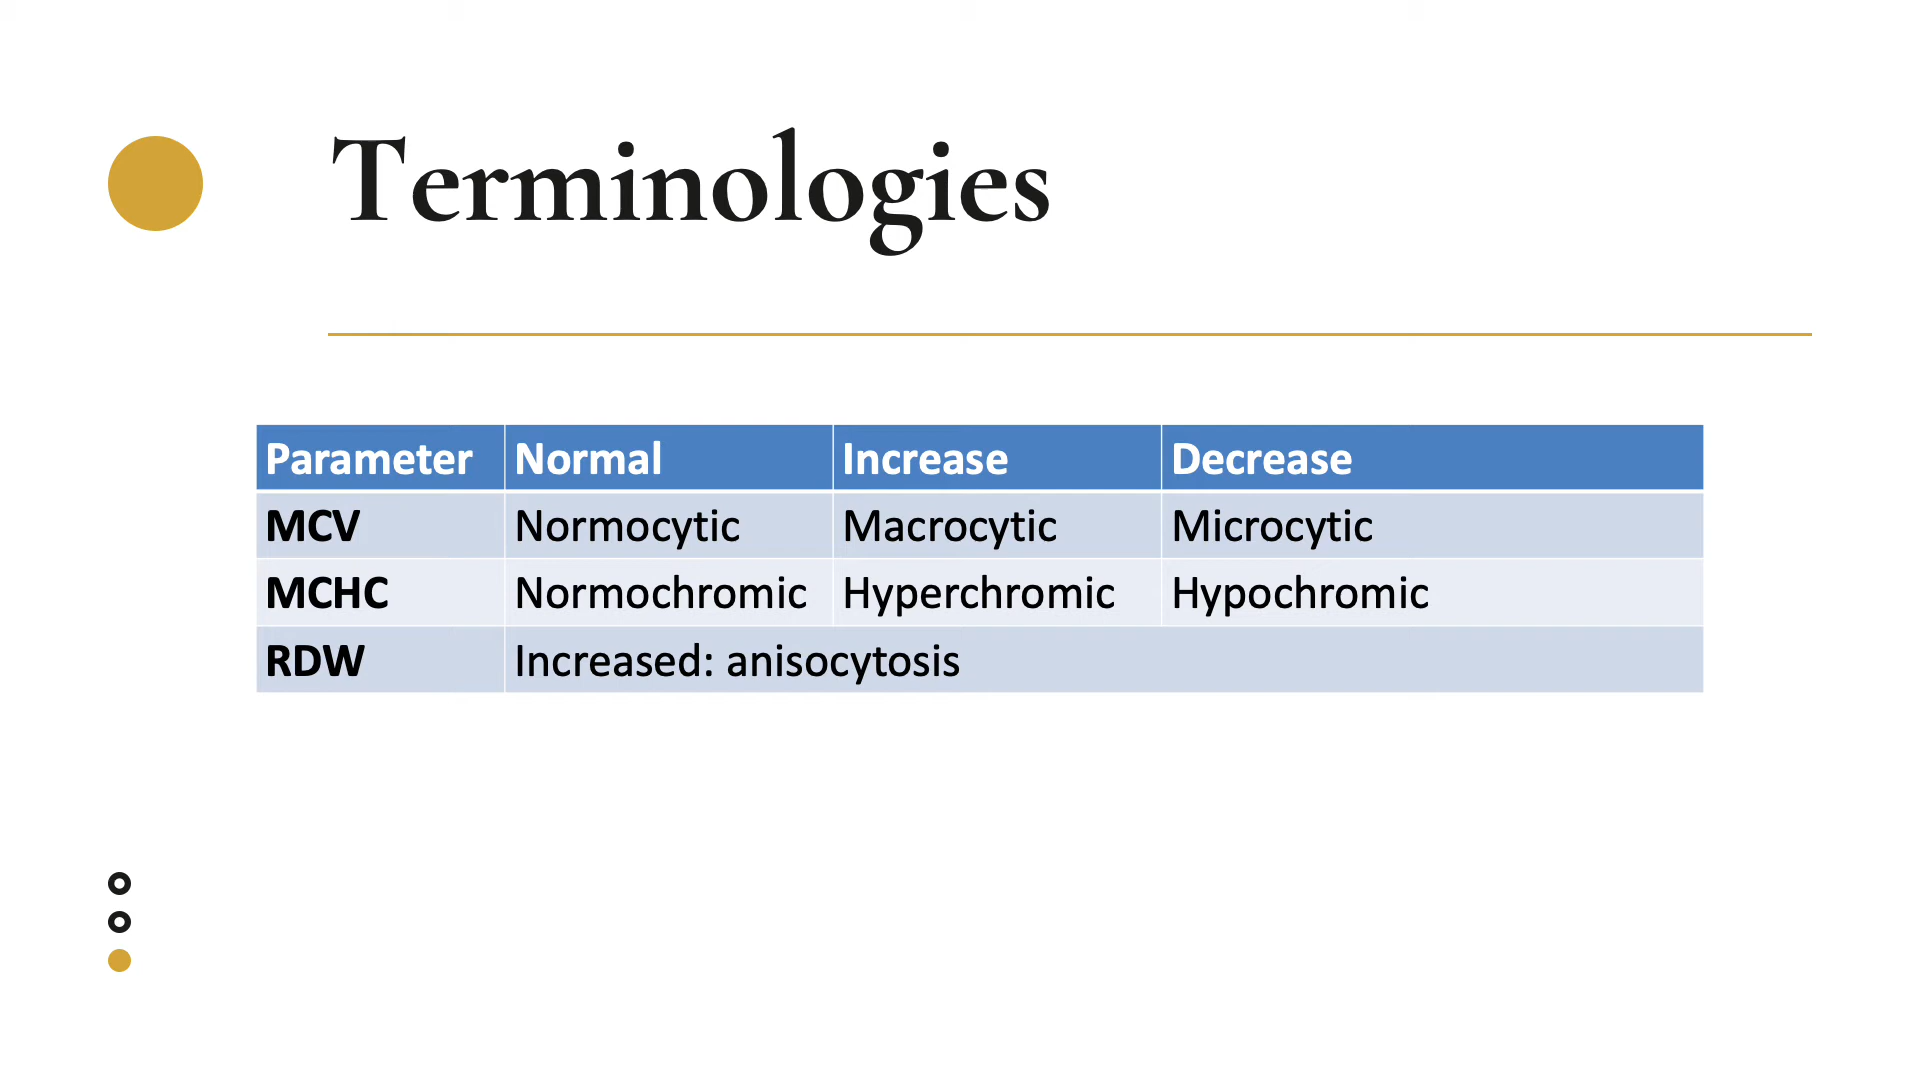 Terminologies
Parameter Normal Increase Decrease
MCV Normocytic Macrocytic Microcytic
MCHC Normochromic Hyperchromic Hypochromic
RDW Increased: anisocytosis